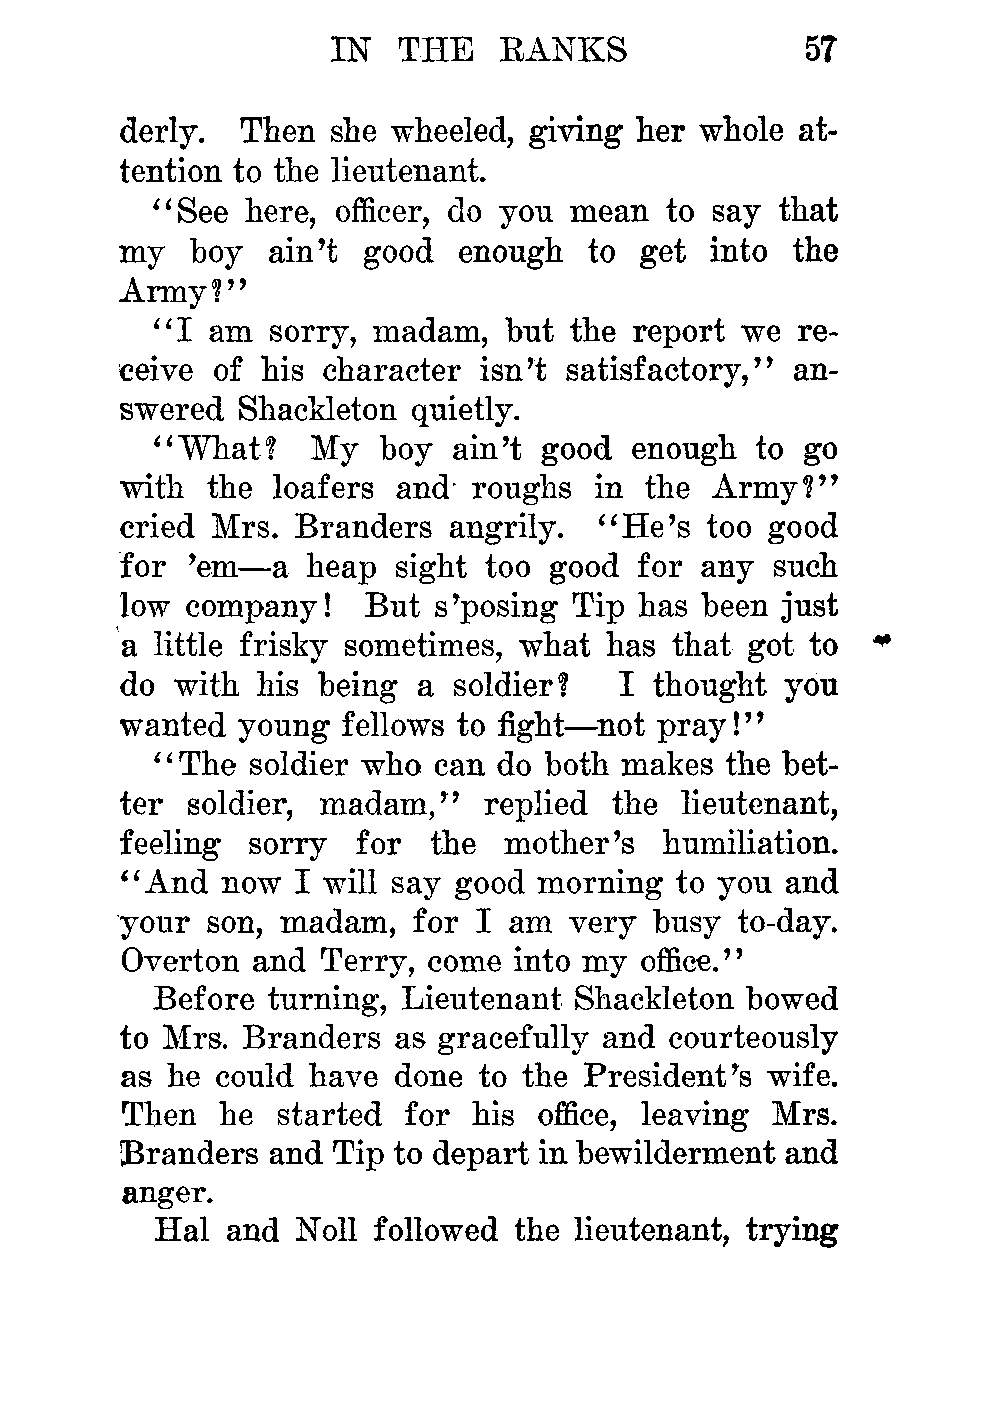 IN THE RANKS 57
derly. Then she wheeled, giving her whole at-
tention to the lieutenant.
“See here, officer, do you mean to say that
my boy ain’t good enough to get into the
Army?”
“I am sorry, madam, but the report we re-
ceive of his character isn’t satisfactory,” an-
swered Shackleton quietly.
“What? My boy ain’t good enough to go
with the loafers and roughs in the Army?”
cried Mrs. Branders angrily. “He’s too good
for ’em—a heap sight too good for any such
low company! But s’posing Tip has been just
a little frisky sometimes, what has that got to
do with his being a soldier? I thought you
wanted young fellows to fight—not pray!”
“The soldier who can do both makes the bet-
ter soldier, madam,” replied the lieutenant,
feeling sorry for the mother’s humiliation.
“And now I will say good morning to you and
your son, madam, for I am very busy to-day.
Overton and Terry, come into my office.”
Before turning, Lieutenant Shackleton bowed
to Mrs. Branders as gracefully and courteously
as he could have done to the President’s wife.
Then he started for his office, leaving Mrs.
Branders and Tip to depart in bewilderment and
anger.
Hal and Noll followed the lieutenant, trying